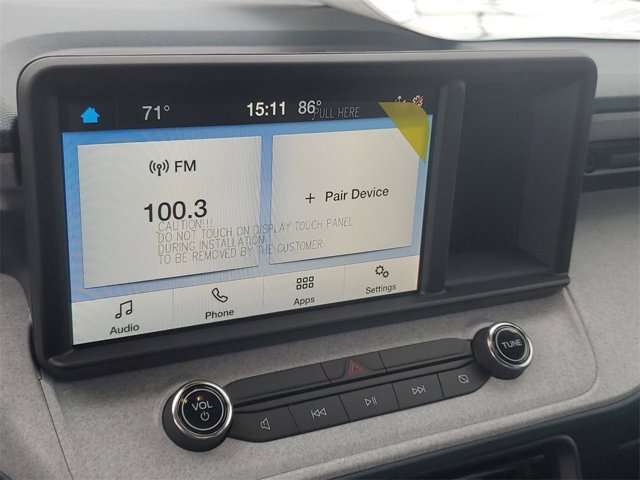 71° 15:11 86°
PULL HERE
FM
100.3
+ Pair Device
CAUTION!!!
DO NOT TOUCH ON DISPLAY TOUCH PANEL
DURING INSTALLATION
TO BE REMOVED BY THE CUSTOMER
Audio Phone Apps Settings
VOL
TUNE